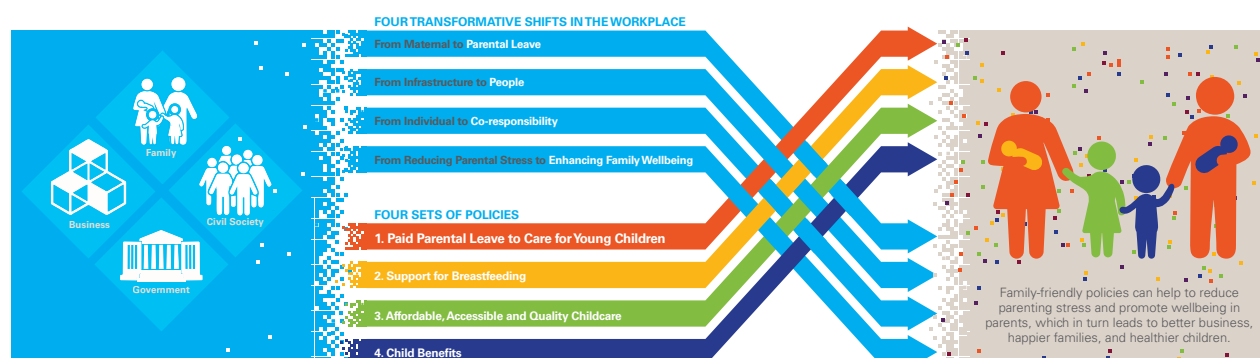 FOUR TRANSFORMATIVE SHIFTS IN THE WORKPLACE
From Maternal to Parental Leave
From Infrastructure to People
From Individual to Co-responsibility
From Reducing Parental Stress to Enhancing Family Wellbeing
Family
Business
Civil Society
Government
FOUR SETS OF POLICIES
1. Paid Parental Leave to Care for Young Children
2. Support for Breastfeeding
3. Affordable, Accessible and Quality Childcare
4. Child Benefits
Family-friendly policies can help to reduce
parenting stress and promote wellbeing in
parents, which in turn leads to better business,
happier families, and healthier children.